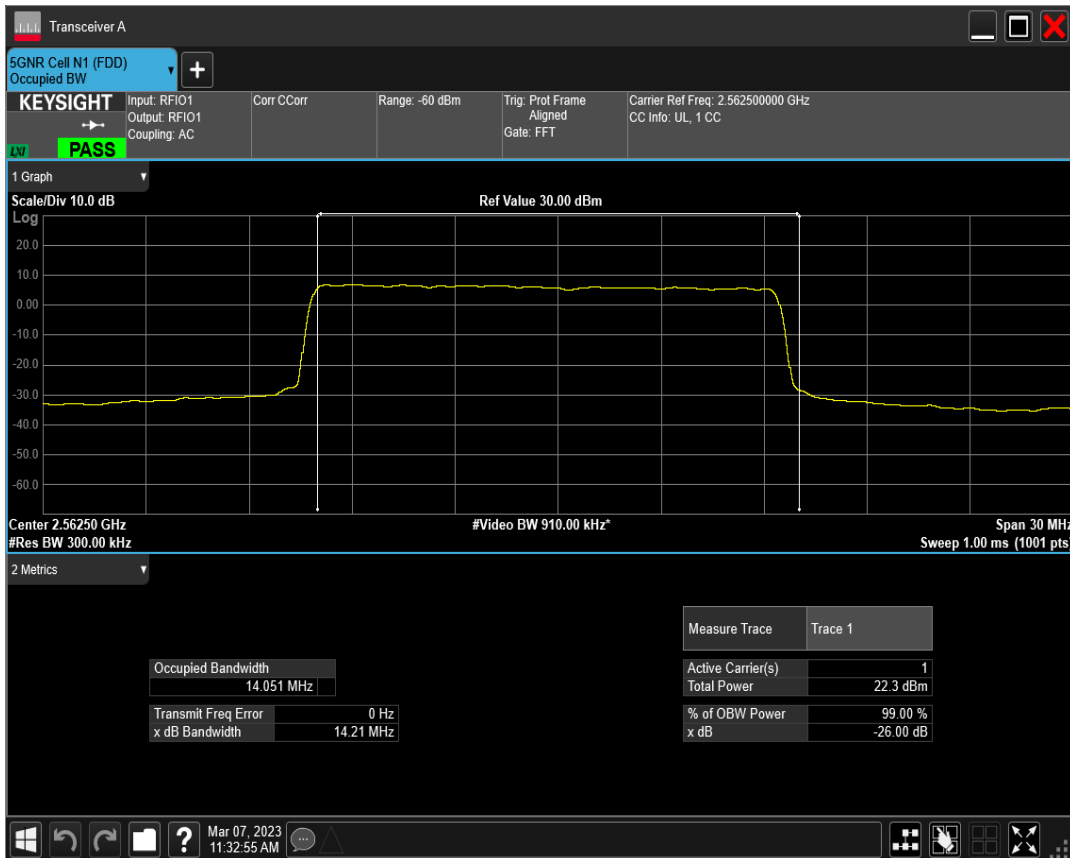 Transceiver A
5GNR Cell N1 (FDD)
Occupied BW
+
KEYSIGHT
LXI
PASS
Input: RFIO1
Output: RFIO1
Coupling: AC
Corr CCorr
Range: -60 dBm
Trig: Prot Frame
Aligned
Gate: FFT
Carrier Ref Freq: 2.562500000 GHz
CC Info: UL, 1 CC
1 Graph
Scale/Div 10.0 dB
Ref Value 30.00 dBm
Log
20.0
10.0
0.00
-10.0
-20.0
-30.0
-40.0
-50.0
-60.0
Center 2.56250 GHz
#Video BW 910.00 kHz*
Span 30 MHz
#Res BW 300.00 kHz
Sweep 1.00 ms (1001 pts)
2 Metrics
Measure Trace Trace 1
Occupied Bandwidth
14.051 MHz
Active Carrier(s) 1
Total Power 22.3 dBm
Transmit Freq Error 0 Hz
x dB Bandwidth 14.21 MHz
% of OBW Power 99.00 %
x dB -26.00 dB
?
Mar 07, 2023
11:32:55 AM